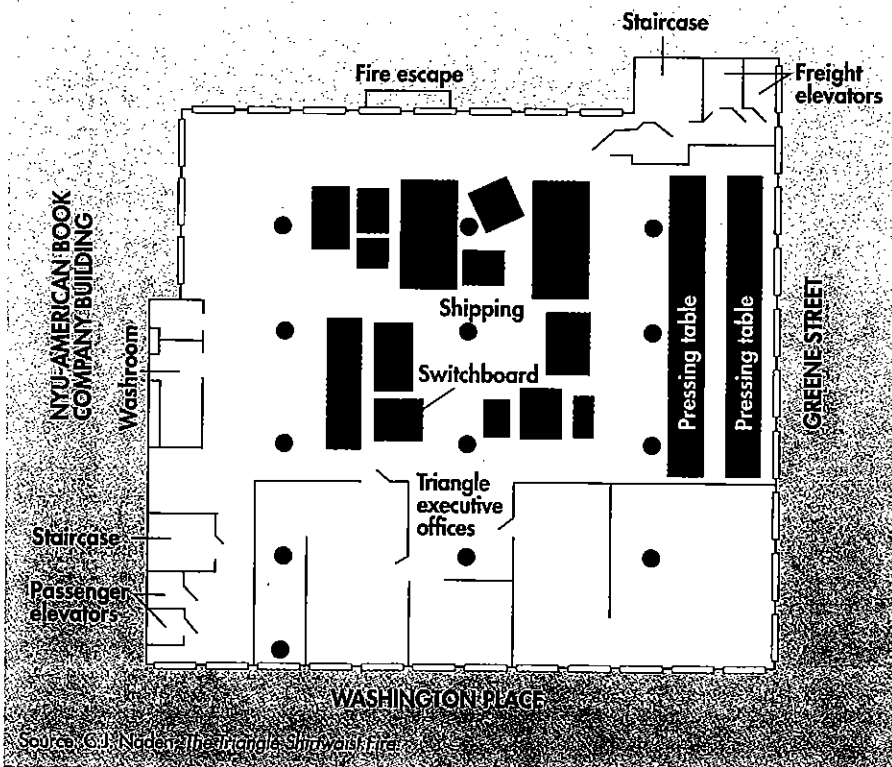 Staircase
Fire escape
Freight
elevators
NYU-AMERICAN BOOK
COMPANY BUILDING
Shipping
Washroom
Switchboard
Pressing table
Pressing table
GREENE STREET
Triangle
executive
offices
Staircase
Passenger
elevators
WASHINGTON PLACE
Source: C.J. Naden, The Triangle Shirtwaist Fire